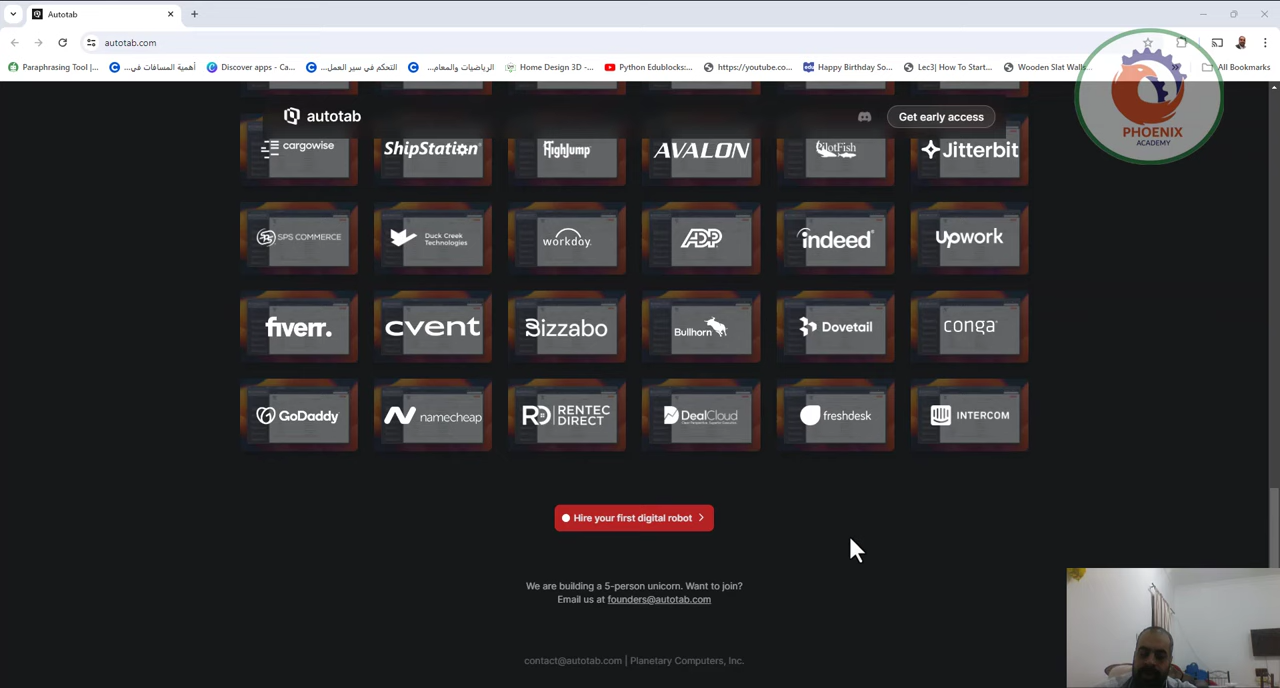 Autotab
autotab.com
Paraphrasing Tool |...
أهمية المسافات في...
Discover apps - Ca...
التحكم في سير العمل...
الرياضيات والمعام...
Home Design 3D -...
Python Edublocks:...
https://youtube.co...
Happy Birthday So...
Lec3| How To Start...
Wooden Slat Walls...
»
All Bookmarks
PHOENIX
ACADEMY
autotab
Get early access
cargowise
ShipStation
HighJump
AVALON
PilotFish
Jitterbit
SPS COMMERCE
Duck Creek
Technologies
workday.
ADP
indeed
upwork
fiverr.
cvent
Bizzabo
Bullhorn
Dovetail
conga
GoDaddy
namecheap
RD RENTEC
DIRECT
DealCloud
freshdesk
INTERCOM
Hire your first digital robot
We are building a 5-person unicorn. Want to join?
Email us at founders@autotab.com
contact@autotab.com | Planetary Computers, Inc.